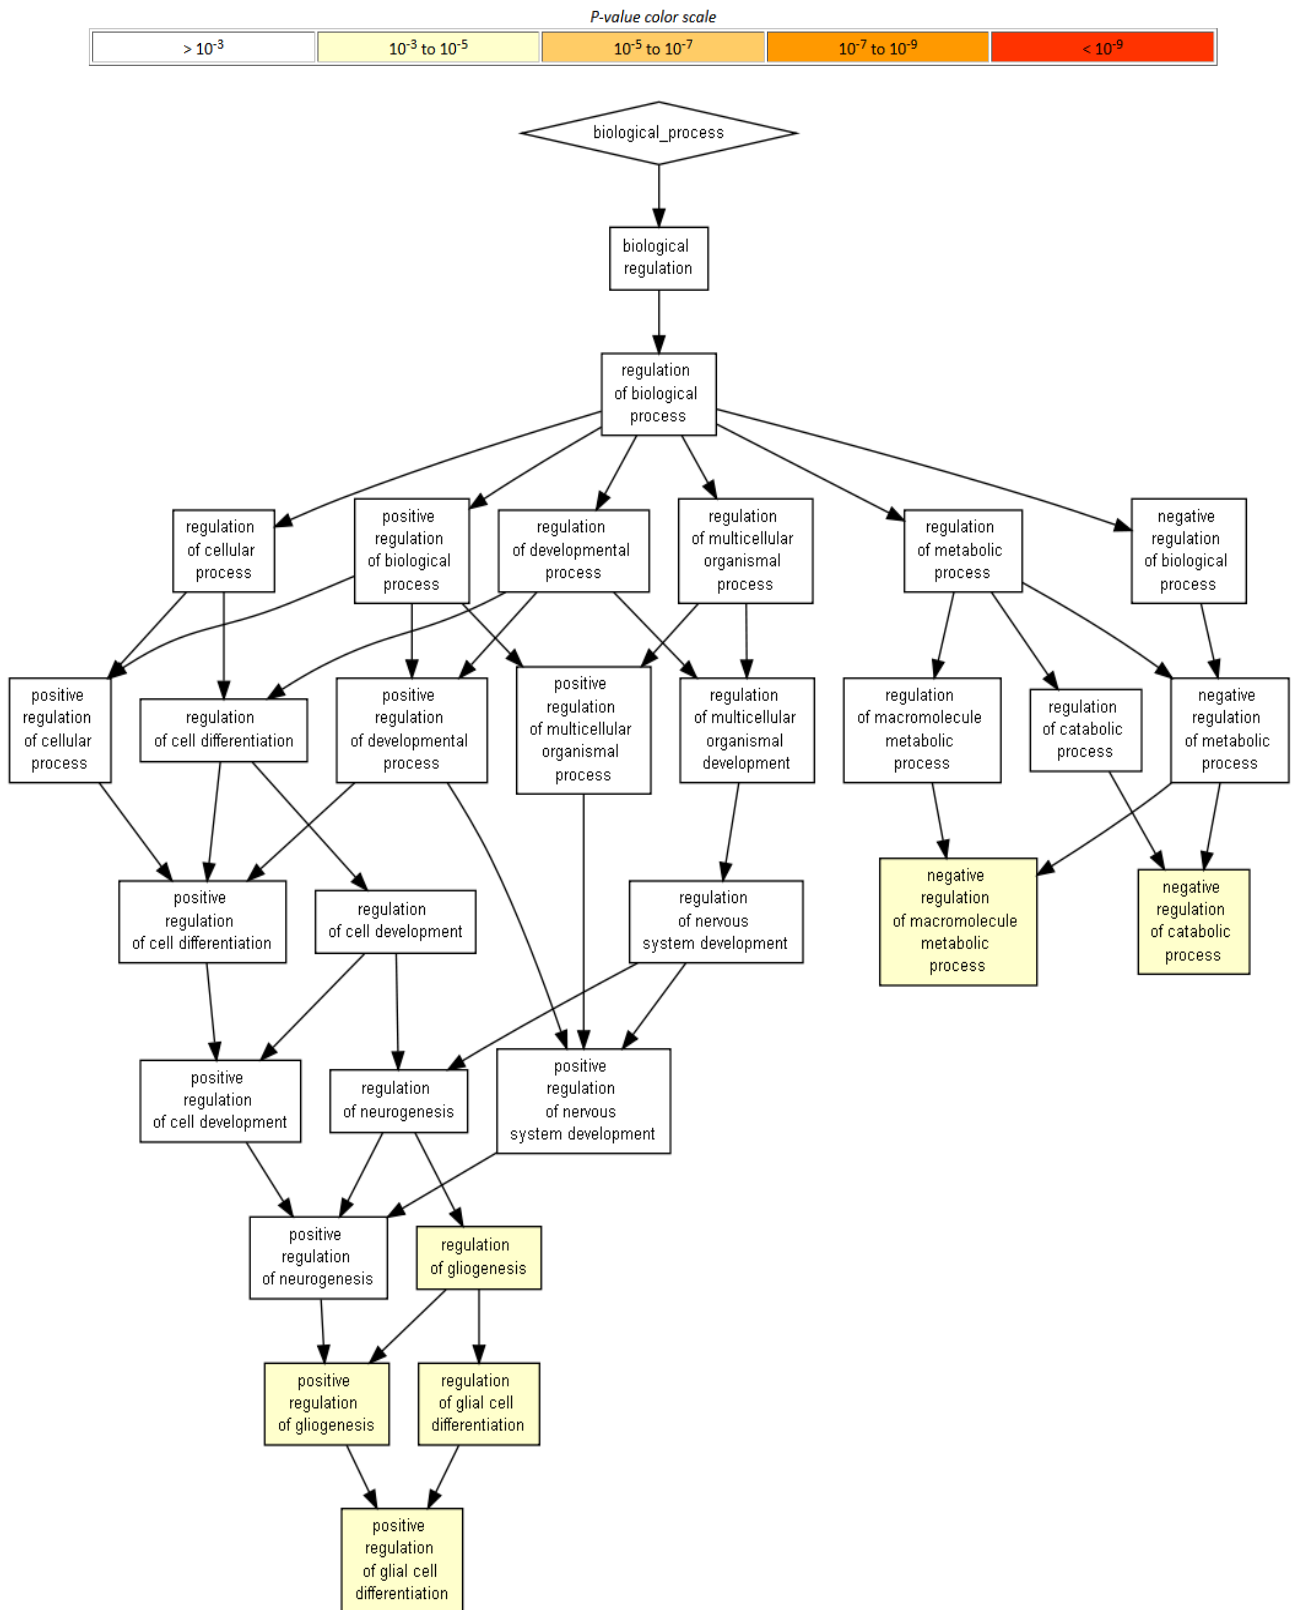 P-value color scale
> 10⁻³
10⁻³ to 10⁻⁵
10⁻⁵ to 10⁻⁷
10⁻⁷ to 10⁻⁹
< 10⁻⁹
biological_process
biological
regulation
regulation
of biological
process
regulation
of cellular
process
positive
regulation
of biological
process
regulation
of developmental
process
regulation
of multicellular
organismal
process
regulation
of metabolic
process
negative
regulation
of biological
process
positive
regulation
of cellular
process
regulation
of cell differentiation
positive
regulation
of developmental
process
positive
regulation
of multicellular
organismal
process
regulation
of multicellular
organismal
development
regulation
of macromolecule
metabolic
process
regulation
of catabolic
process
negative
regulation
of metabolic
process
positive
regulation
of cell differentiation
regulation
of cell development
regulation
of nervous
system development
negative
regulation
of macromolecule
metabolic
process
negative
regulation
of catabolic
process
positive
regulation
of cell development
regulation
of neurogenesis
positive
regulation
of nervous
system development
positive
regulation
of neurogenesis
regulation
of gliogenesis
positive
regulation
of gliogenesis
regulation
of glial cell
differentiation
positive
regulation
of glial cell
differentiation